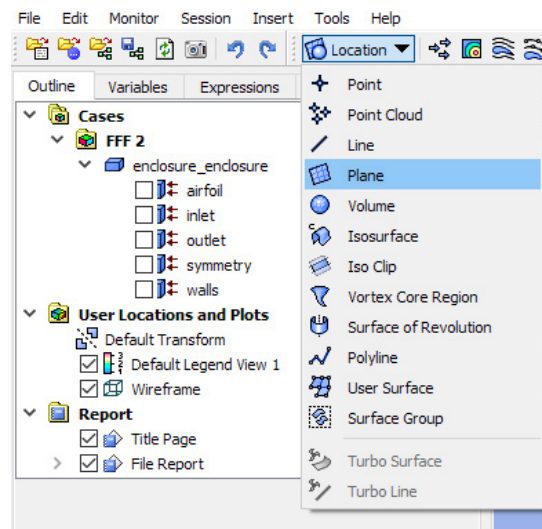 File Edit Monitor Session Insert Tools Help
Location
Outline Variables Expressions
Cases
FFF 2
enclosure_enclosure
airfoil
inlet
outlet
symmetry
walls
User Locations and Plots
Default Transform
Default Legend View 1
Wireframe
Report
Title Page
File Report
Point
Point Cloud
Line
Plane
Volume
Isosurface
Iso Clip
Vortex Core Region
Surface of Revolution
Polyline
User Surface
Surface Group
Turbo Surface
Turbo Line